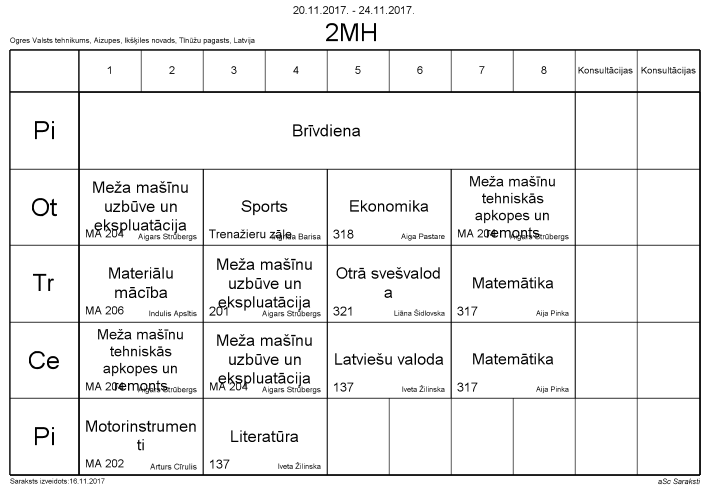 20.11.2017. - 24.11.2017.
Ogres Valsts tehnikums, Aizupes, Ikšķiles novads, Tīnūžu pagasts, Latvija
2MH
1 2 3 4 5 6 7 8 Konsultācijas Konsultācijas
Pi
Brīvdiena
Ot
Meža mašīnu
uzbūve un
ekspluatācija
MA 204 Aigars Strūbergs
Sports
Trenažieru zāle Barisa
Ekonomika
318 Aiga Pastare
Meža mašīnu
tehniskās
apkopes un
remonts
MA 204 Aigars Strūbergs
Tr
Materiālu
mācība
MA 206 Indulis Apsītis
Meža mašīnu
uzbūve un
ekspluatācija
201 Aigars Strūbergs
Otrā svešvalod
a
321 Liāna Šidlovska
Matemātika
317 Aija Pinka
Ce
Meža mašīnu
tehniskās
apkopes un
remonts
MA 204 Aigars Strūbergs
Meža mašīnu
uzbūve un
ekspluatācija
MA 204 Aigars Strūbergs
Latviešu valoda
137 Iveta Žilinska
Matemātika
317 Aija Pinka
Pi
Motorinstrumen
ti
MA 202 Arturs Cīrulis
Literatūra
137 Iveta Žilinska
Saraksts izveidots:16.11.2017
aSc Saraksti